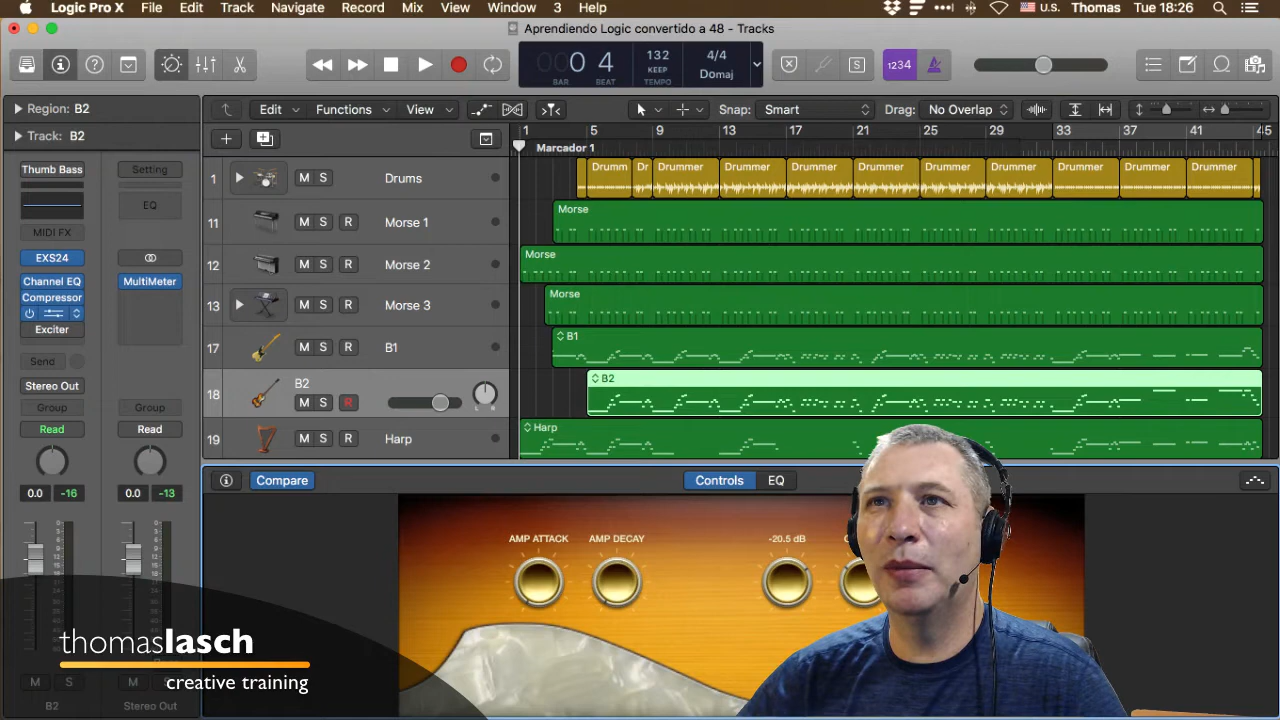 Logic Pro X File Edit Track Navigate Record Mix View Window 3 Help U.S. Thomas Tue 18:26
Aprendiendo Logic convertido a 48 - Tracks
0 4 132 4/4 1234
KEEP Domaj
BAR BEAT TEMPO
Region: B2
Edit Functions View Snap: Smart Drag: No Overlap
Track: B2
1 5 9 13 17 21 25 29 33 37 41 45
Marcador 1
Thumb Bass Setting
EQ
MIDI FX
EXS24
Channel EQ MultiMeter
Compressor
Exciter
Send
Stereo Out
Group Group
Read Read
0.0 -16 0.0 -13
M S M S
B2 Stereo Out
1 M S Drums
Drumm Dr Drummer Drummer Drummer Drummer Drummer Drummer Drummer Drummer
11 M S R Morse 1
Morse
12 M S R Morse 2
Morse
13 M S R Morse 3
Morse
17 M S R B1
B1
18 B2
M S R
L R
B2
19 M S R Harp
Harp
Compare Controls EQ
AMP ATTACK AMP DECAY -20.5 dB
thomaslasch
creative training